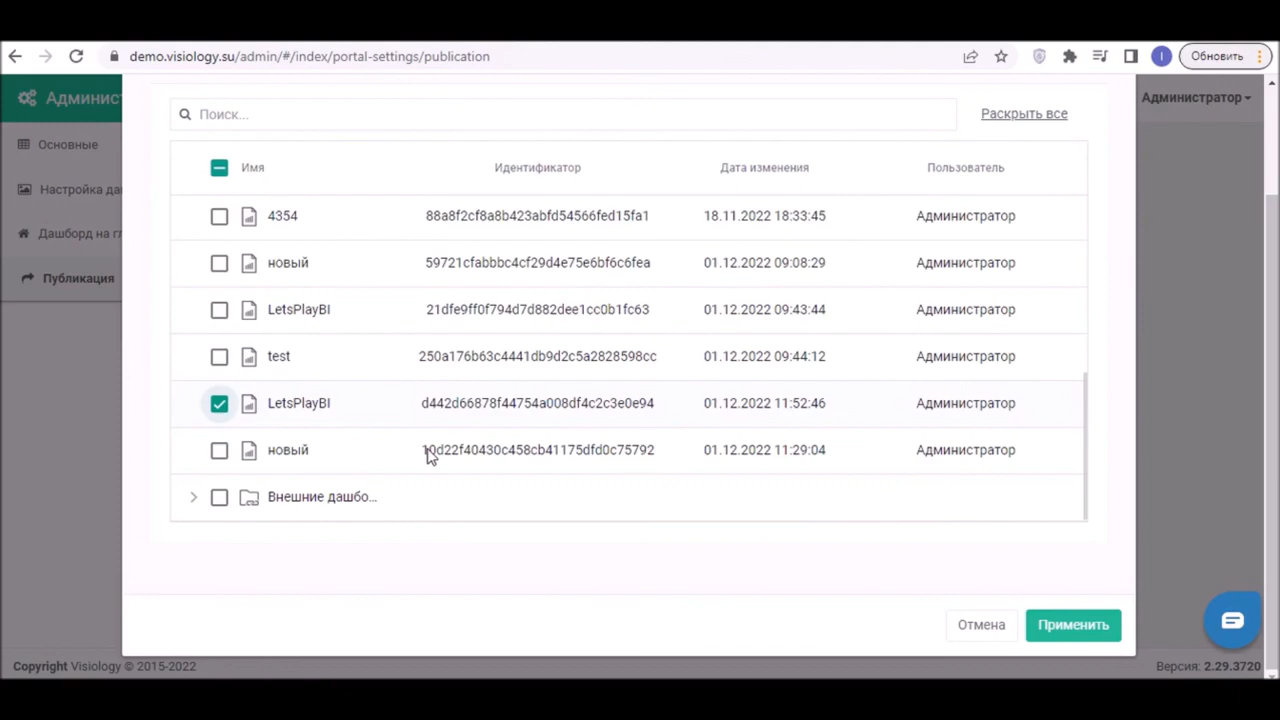 demo.visiology.su/admin/#/index/portal-settings/publication
I
Обновить
Админис
Администратор
Основные
Настройка да
Дашборд на гл
Публикация
Поиск...
Раскрыть все
Имя Идентификатор Дата изменения Пользователь
4354 88a8f2cf8a8b423abfd54566fed15fa1 18.11.2022 18:33:45 Администратор
новый 59721cfabbbc4cf29d4e75e6bf6c6fea 01.12.2022 09:08:29 Администратор
LetsPlayBI 21dfe9ff0f794d7d882dee1cc0b1fc63 01.12.2022 09:43:44 Администратор
test 250a176b63c4441db9d2c5a2828598cc 01.12.2022 09:44:12 Администратор
LetsPlayBI d442d66878f44754a008df4c2c3e0e94 01.12.2022 11:52:46 Администратор
новый 10d22f40430c458cb41175dfd0c75792 01.12.2022 11:29:04 Администратор
Внешние дашбо...
Отмена
Применить
Copyright Visiology © 2015-2022
Версия: 2.29.3720